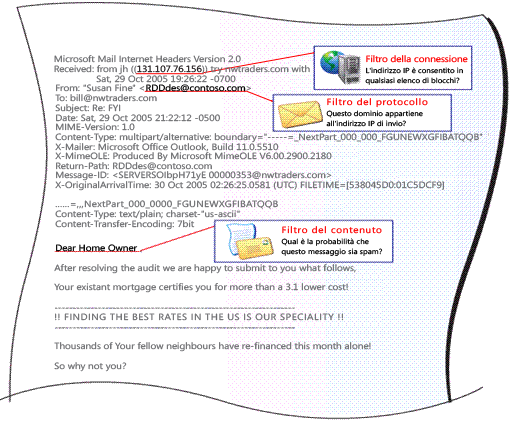 Microsoft Mail Internet Headers Version 2.0
Received: from jh ((131.107.76.156)) try nwtraders.com with
Sat, 29 Oct 2005 19:26:22 -0700
From: "Susan Fine" <RDDdes@contoso.com>
To: bill@nwtraders.com
Subject: Re: FYI
Date: Sat, 29 Oct 2005 21:22:12 -0500
MIME-Version: 1.0
Content-Type: multipart/alternative: boundary="-----=_NextPart_000_000_FGUNEWXGFIBATQQB"
X-Mailer: Microsoft Office Outlook, Build 11.0.5510
X-MimeOLE: Produced By Microsoft MimeOLE V6.00.2900.2180
Return-Path: RDDdes@contoso.com
Message-ID: <SERVERSOlbpH71yE 00000353@nwtraders.com>
X-OriginalArrivalTime: 30 Oct 2005 02:26:25.0581 (UTC) FILETIME=[538045D0:01C5DCF9]
......=,,,NextPart_000_0000_FGUNEWXGFIBATQQB
Content-Type: text/plain; charset-"us-ascii"
Content-Transfer-Encoding: 7bit
Dear Home Owner
After resolving the audit we are happy to submit to you what follows,
Your existant mortgage certifies you for more than a 3.1 lower cost!
!! FINDING THE BEST RATES IN THE US IS OUR SPECIALITY !!
Thousands of Your fellow neighbours have re-financed this month alone!
So why not you?
Filtro della connessione
L'indirizzo IP è consentito in
qualsiasi elenco di blocchi?
Filtro del protocollo
Questo dominio appartiene
all'indirizzo IP di invio?
Filtro del contenuto
Qual è la probabilità che
questo messaggio sia spam?